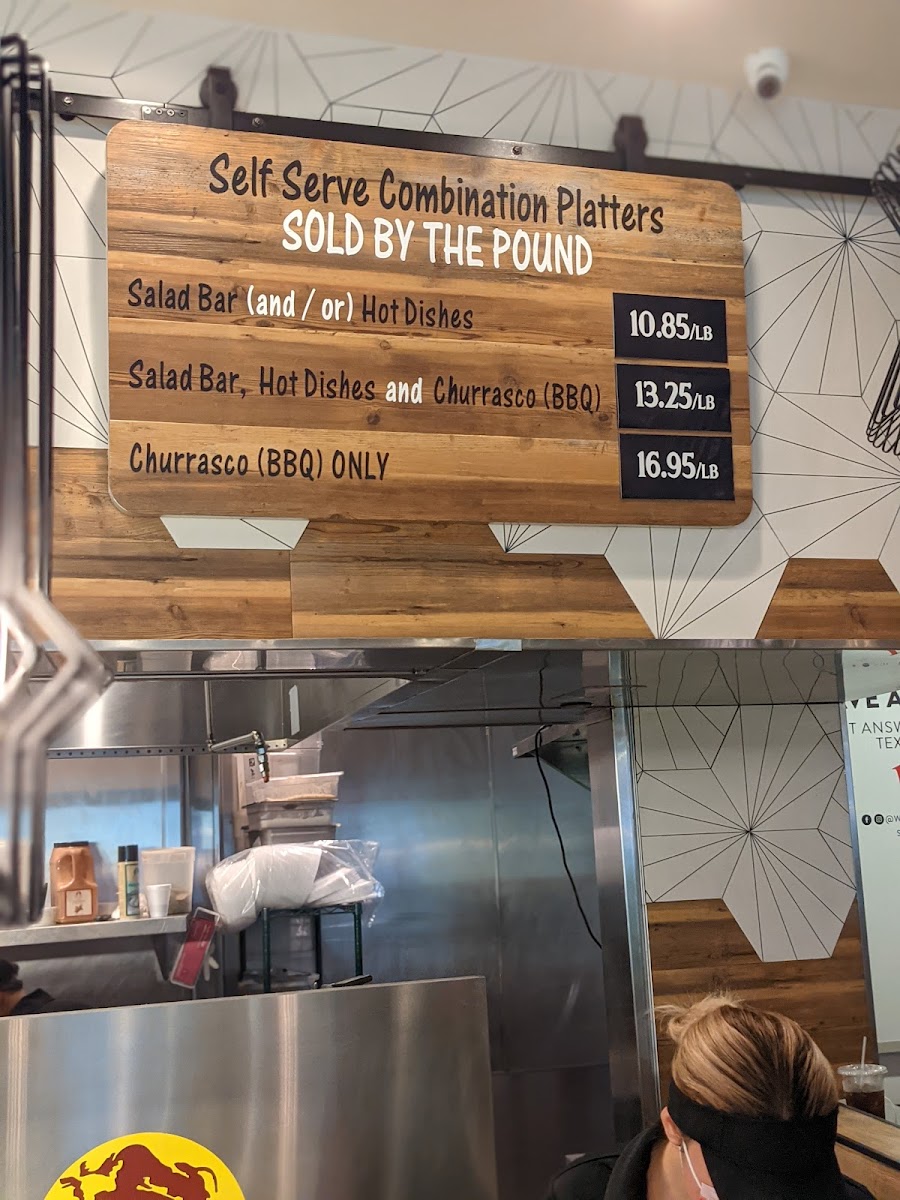 Self Serve Combination Platters
SOLD BY THE POUND
Salad Bar (and / or) Hot Dishes 10.85/LB
Salad Bar, Hot Dishes and Churrasco (BBQ) 13.25/LB
Churrasco (BBQ) ONLY 16.95/LB